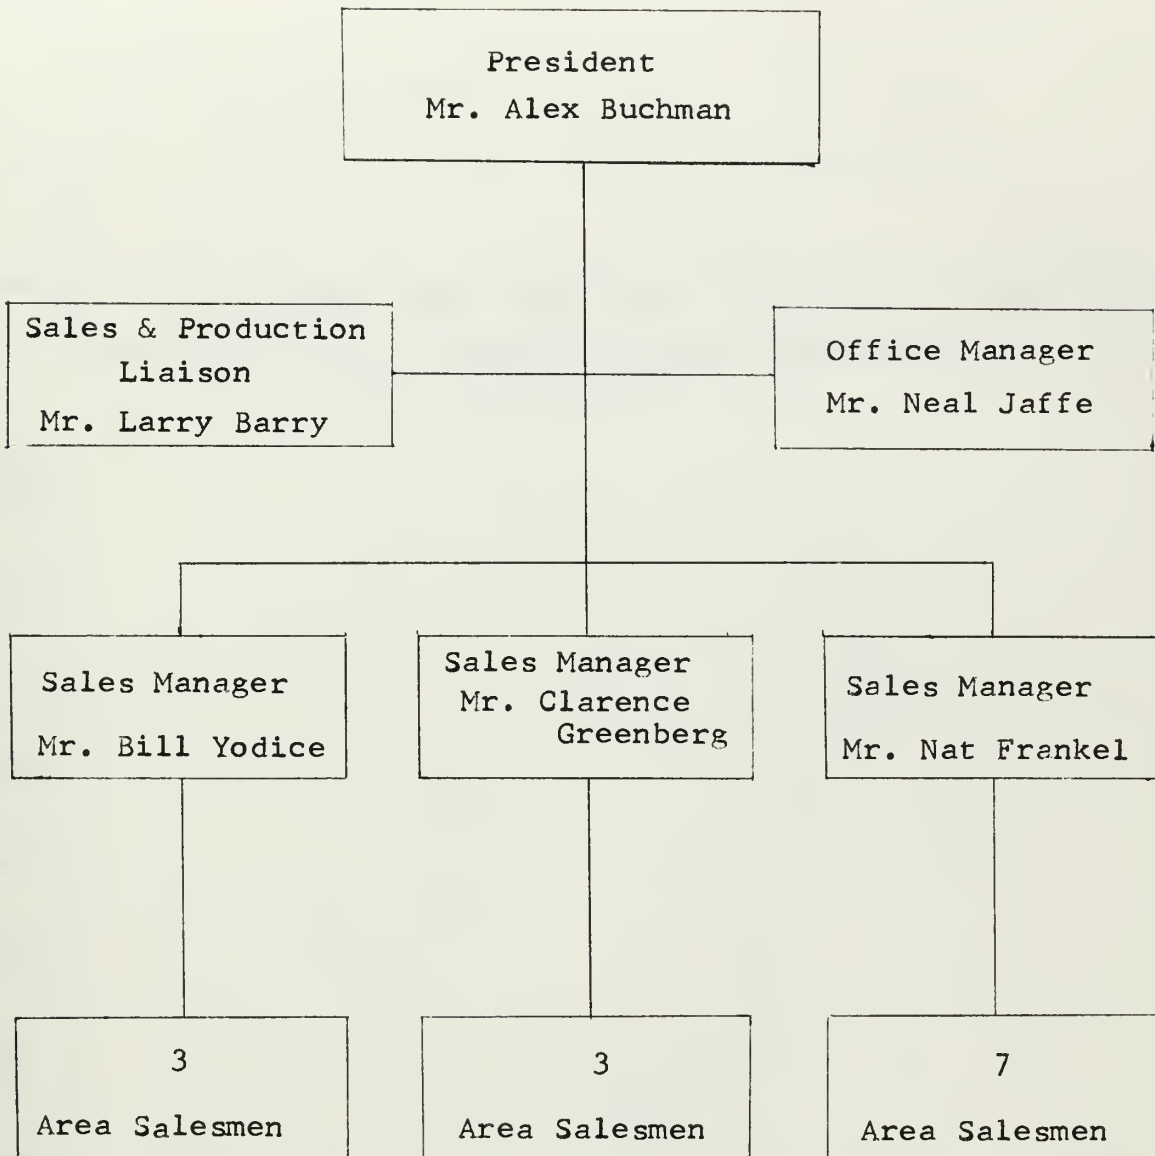 President
Mr. Alex Buchman
Sales & Production
Liaison
Mr. Larry Barry
Office Manager
Mr. Neal Jaffe
Sales Manager
Mr. Bill Yodice
Sales Manager
Mr. Clarence
Greenberg
Sales Manager
Mr. Nat Frankel
3
Area Salesmen
3
Area Salesmen
7
Area Salesmen